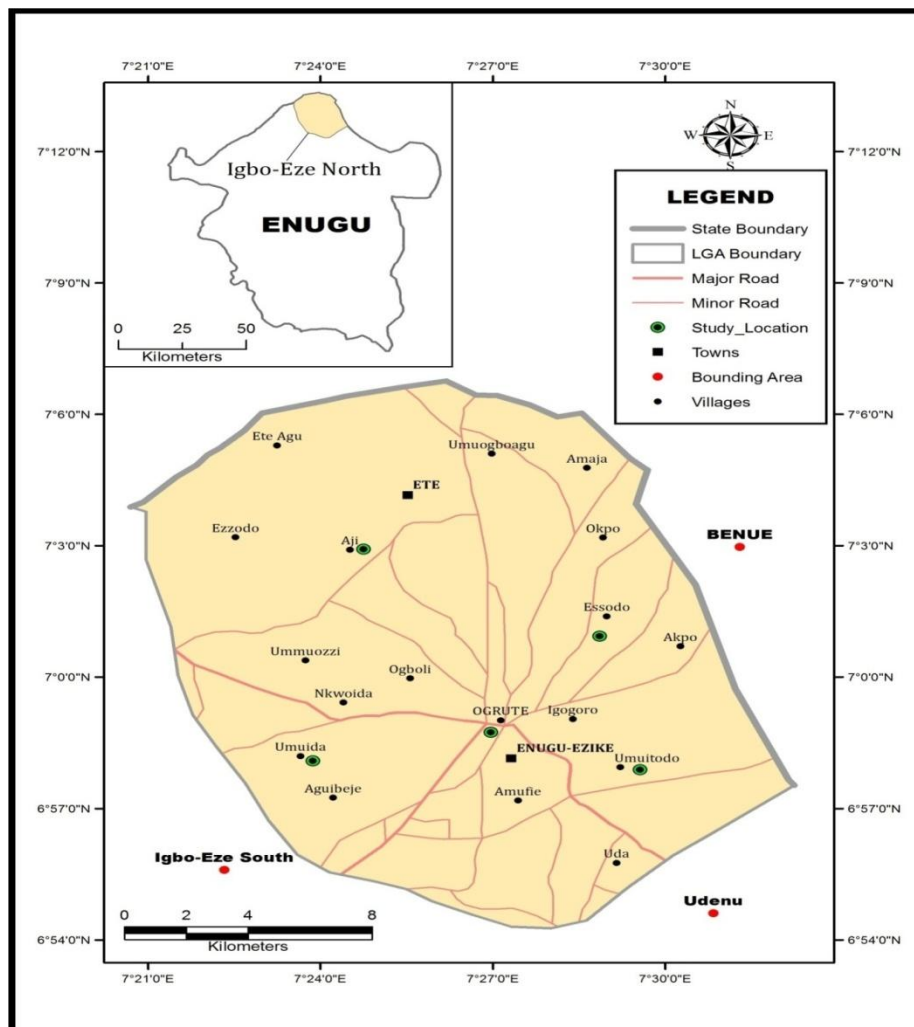 7°21'0"E 7°24'0"E 7°27'0"E 7°30'0"E
N
W E
S
7°12'0"N 7°12'0"N
7°9'0"N 7°9'0"N
7°6'0"N 7°6'0"N
7°3'0"N 7°3'0"N
7°0'0"N 7°0'0"N
6°57'0"N 6°57'0"N
6°54'0"N 6°54'0"N
Igbo-Eze North
ENUGU
0 25 50
Kilometers
LEGEND
State Boundary
LGA Boundary
Major Road
Minor Road
Study_Location
Towns
Bounding Area
Villages
Ete Agu
Umuogboagu
Amaja
ETE
Ezzodo
Aji
Okpo
BENUE
Essodo
Akpo
Ummuozzi
Ogboli
Nkwoida
OGRUTE
Igogoro
Umuida
ENUGU-EZIKE
Umuitodo
Aguibeje
Amufie
Uda
Igbo-Eze South
Udenu
0 2 4 8
Kilometers
7°21'0"E 7°24'0"E 7°27'0"E 7°30'0"E